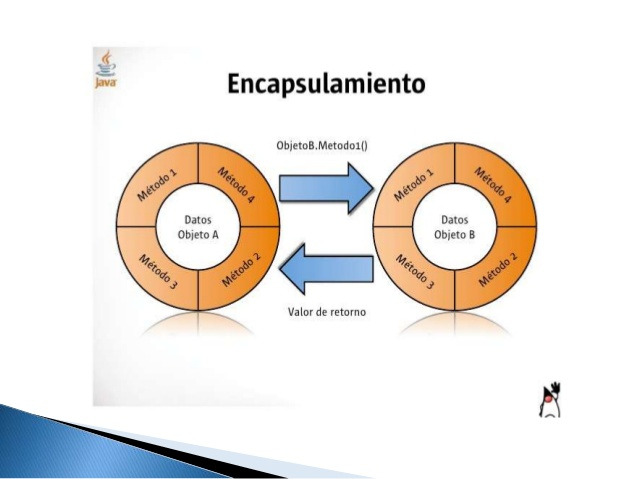 Java
Encapsulamiento
ObjetoB.Metodo1()
Método 1
Método 4
Datos
Objeto A
Método 3
Método 2
Método 1
Método 4
Datos
Objeto B
Método 3
Método 2
Valor de retorno